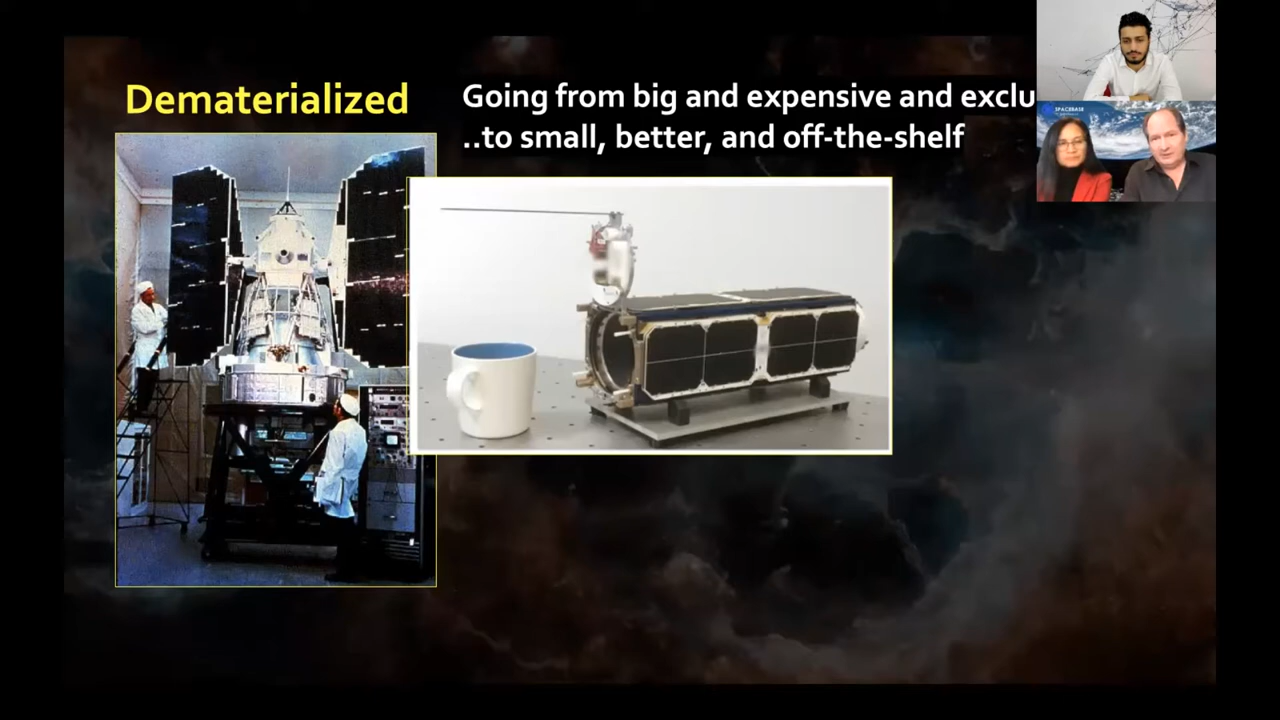 Dematerialized
Going from big and expensive and exclu
..to small, better, and off-the-shelf
SPACEBASE